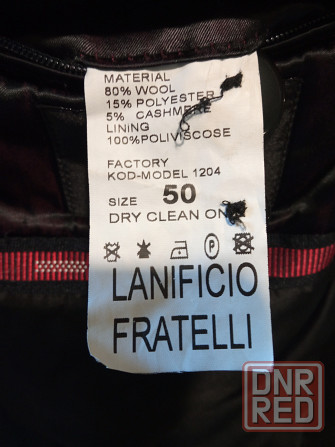 MATERIAL
80% WOOL
15% POLYESTER
5% CASHMERE
LINING
100%POLIVISCOSE
FACTORY
KOD-MODEL 1204
SIZE 50
DRY CLEAN
P
LANIFICIO
FRATELLI
DNR
RED